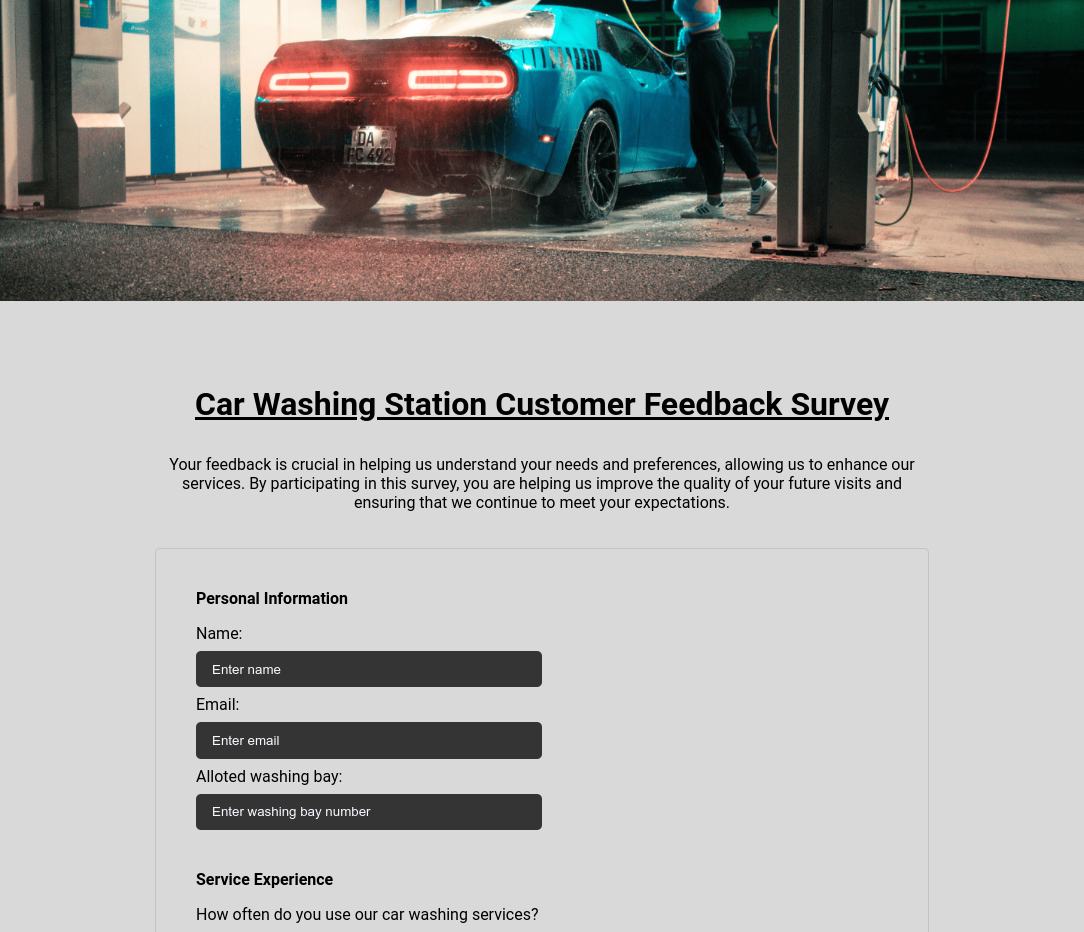 DA
FC 492
Car Washing Station Customer Feedback Survey
Your feedback is crucial in helping us understand your needs and preferences, allowing us to enhance our
services. By participating in this survey, you are helping us improve the quality of your future visits and
ensuring that we continue to meet your expectations.
Personal Information
Name:
Enter name
Email:
Enter email
Alloted washing bay:
Enter washing bay number
Service Experience
How often do you use our car washing services?